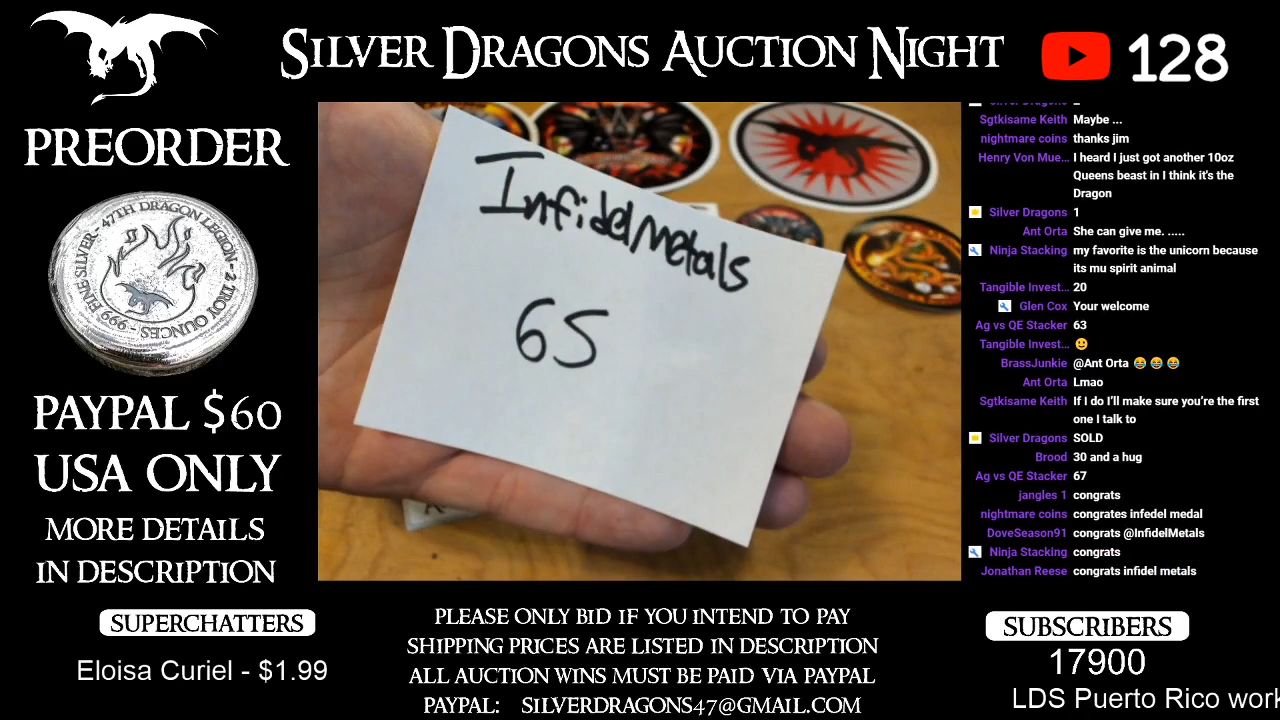 SILVER DRAGONS AUCTION NIGHT
128
PREORDER
47TH DRAGON LEGION - 2 TROY OUNCES
.999 FINE SILVER
PAYPAL $60
USA ONLY
MORE DETAILS
IN DESCRIPTION
InfidelMetals
65
Sgtkisame Keith Maybe ...
nightmare coins thanks jim
Henry Von Mue... I heard I just got another 10oz
Queens beast in I think it's the
Dragon
Silver Dragons 1
Ant Orta She can give me. .....
Ninja Stacking my favorite is the unicorn because
its mu spirit animal
Tangible Invest... 20
Glen Cox Your welcome
Ag vs QE Stacker 63
Tangible Invest... 😃
BrassJunkie @Ant Orta 😂 😂 😂
Ant Orta Lmao
Sgtkisame Keith If I do I'll make sure you're the first
one I talk to
Silver Dragons SOLD
Brood 30 and a hug
Ag vs QE Stacker 67
jangles 1 congrats
nightmare coins congrates infedel medal
DoveSeason91 congrats @InfidelMetals
Ninja Stacking congrats
Jonathan Reese congrats infidel metals
SUPERCHATTERS
Eloisa Curiel - $1.99
PLEASE ONLY BID IF YOU INTEND TO PAY
SHIPPING PRICES ARE LISTED IN DESCRIPTION
ALL AUCTION WINS MUST BE PAID VIA PAYPAL
PAYPAL: SILVERDRAGONS47@GMAIL.COM
SUBSCRIBERS
17900
LDS Puerto Rico work